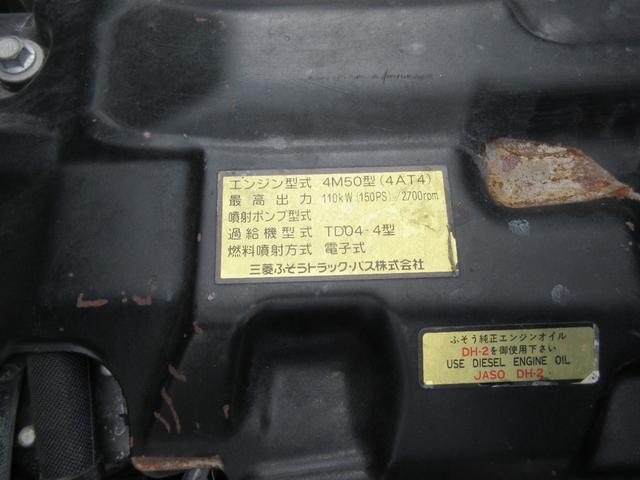 エンジン型式 4M50型(4AT4)
最高出力 110kW(150PS)/2700rpm
噴射ポンプ型式
過給機型式 TD04-4型
燃料噴射方式 電子式
三菱ふそうトラック・バス株式会社
ふそう純正エンジンオイル
DH-2を御使用下さい
USE DIESEL ENGINE OIL
JASO DH-2